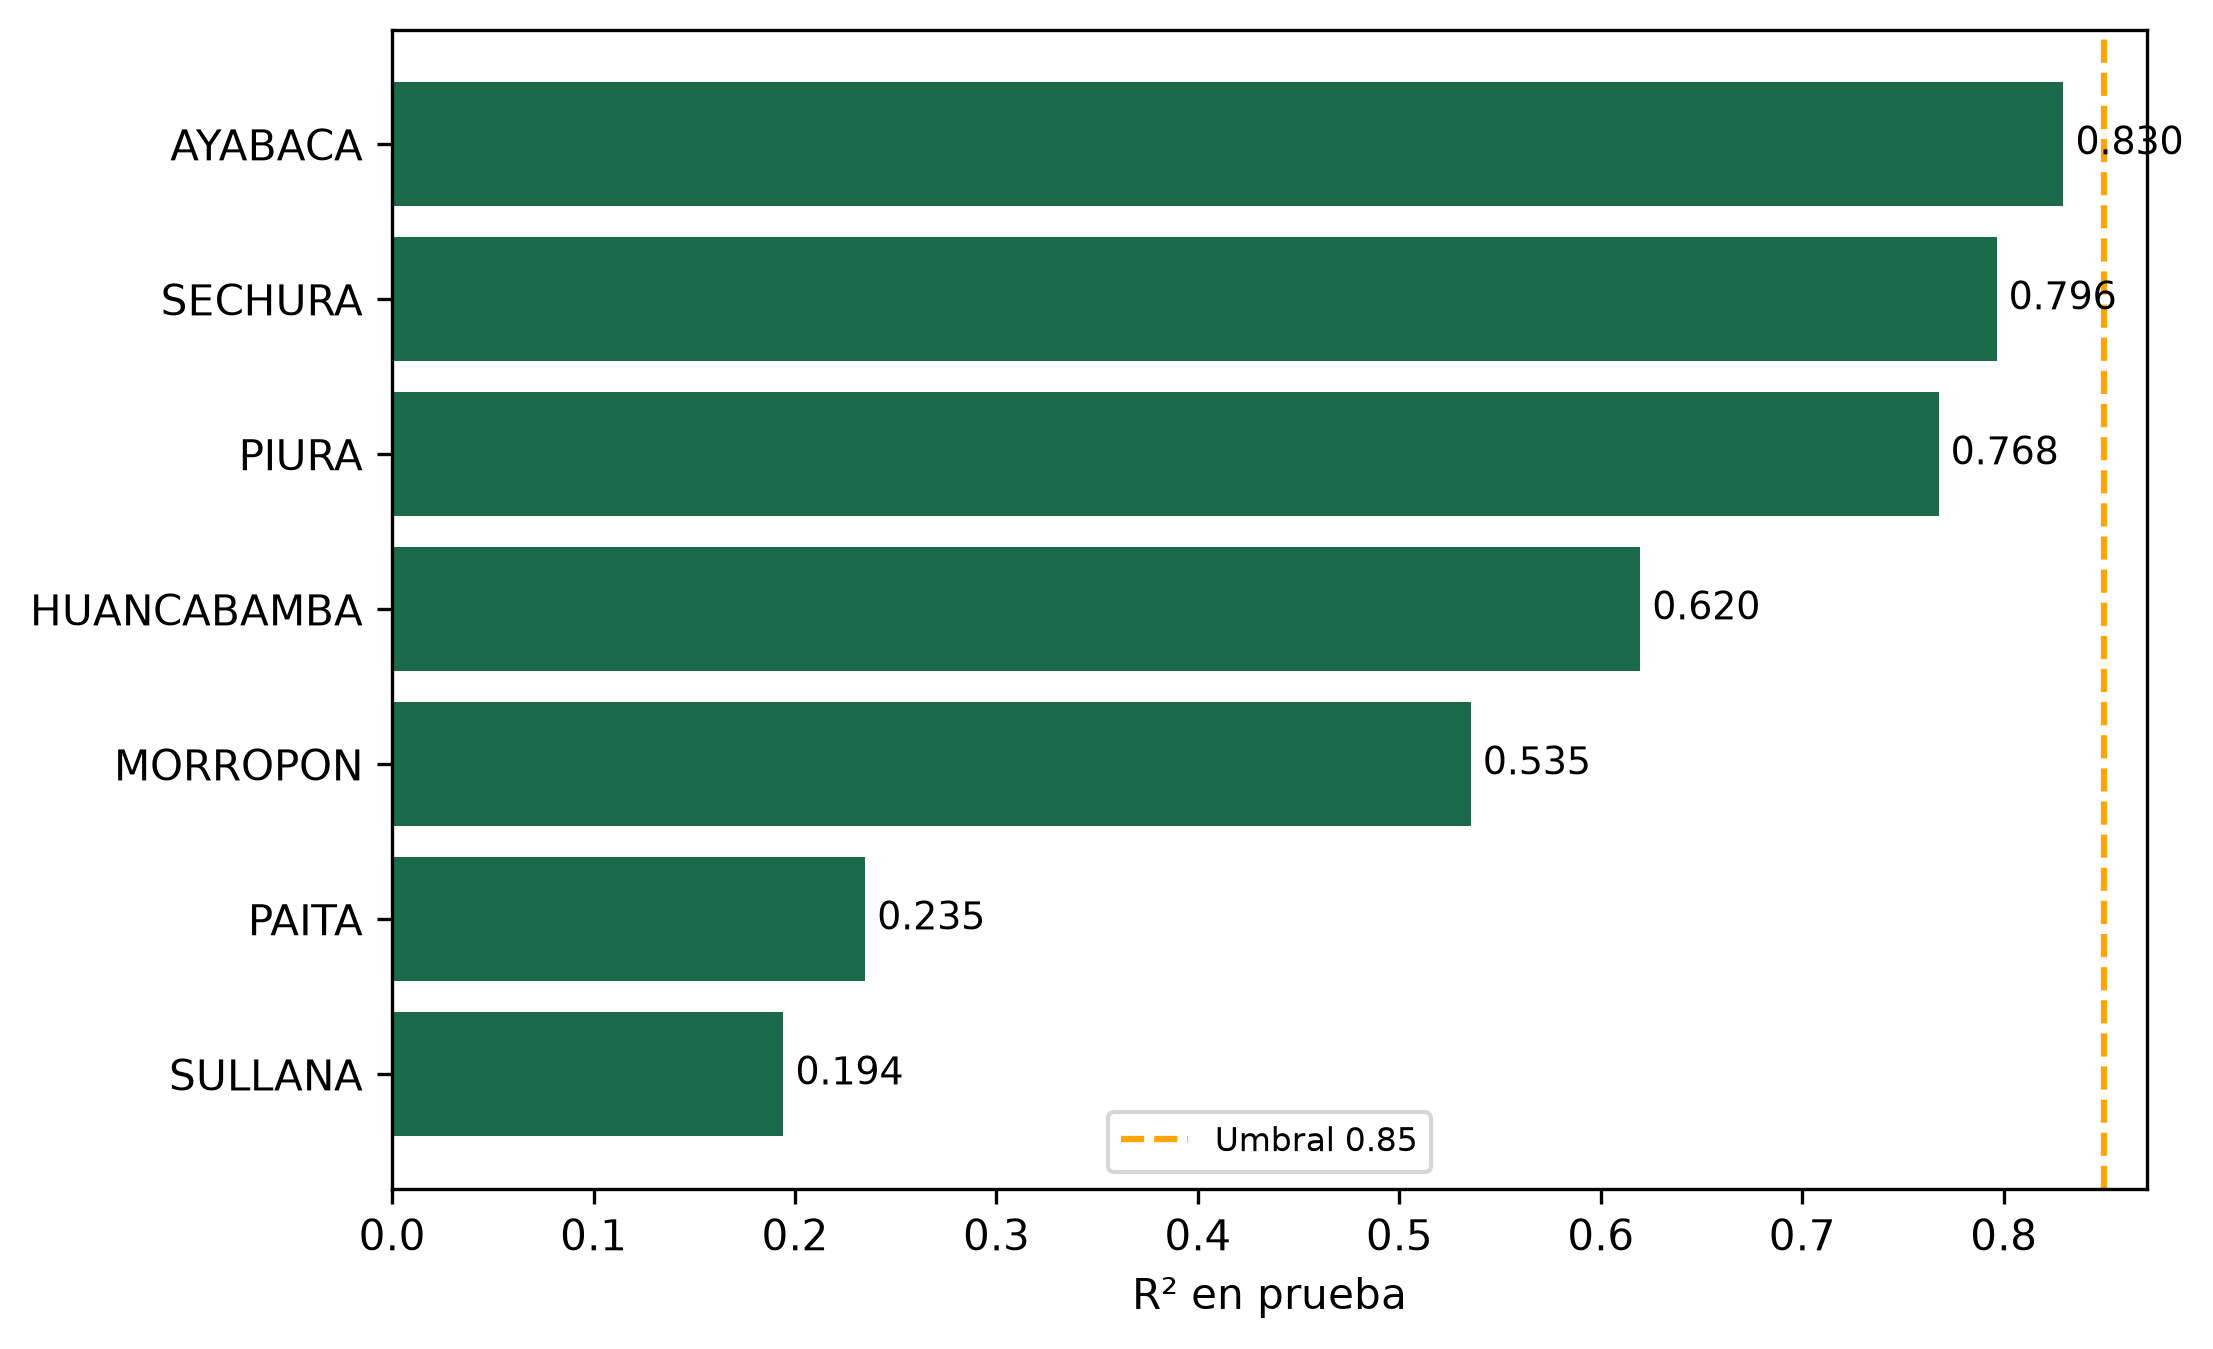 AYABACA 0.830
SECHURA 0.796
PIURA 0.768
HUANCABAMBA 0.620
MORROPON 0.535
PAITA 0.235
SULLANA 0.194
Umbral 0.85
0.0 0.1 0.2 0.3 0.4 0.5 0.6 0.7 0.8
R² en prueba